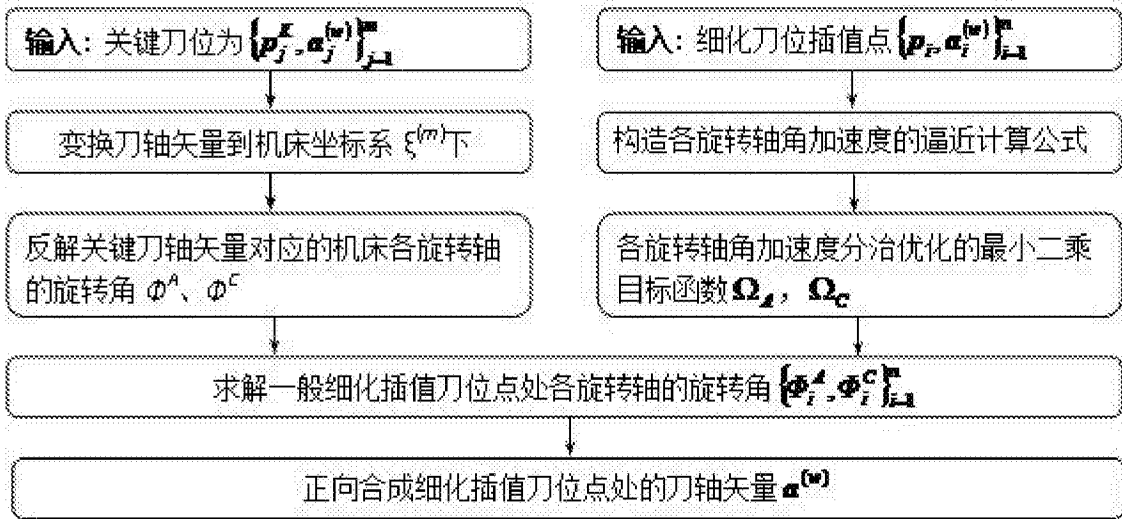 输入：关键刀位为{p_j^K, a_j^(w)}_{j=1}^m
变换刀轴矢量到机床坐标系 ξ^(m)下
反解关键刀轴矢量对应的机床各旋转轴
的旋转角 Φ^A、Φ^C
输入：细化刀位插值点{p_i, a_i^(w)}_{i=1}^n
构造各旋转轴角加速度的逼近计算公式
各旋转轴角加速度分治优化的最小二乘
目标函数Ω_A，Ω_C
求解一般细化插值刀位点处各旋转轴的旋转角{Φ_i^A, Φ_i^C}_{i=1}^n
正向合成细化插值刀位点处的刀轴矢量a^(w)